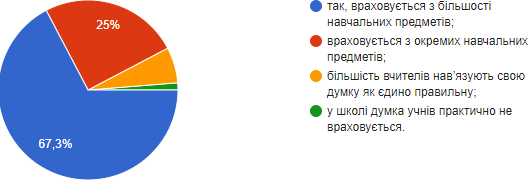 25%
67,3%
так, враховується з більшості
навчальних предметів;
враховується з окремих навчальних
предметів;
більшість вчителів нав'язують свою
думку як єдино правильну;
у школі думка учнів практично не
враховується.